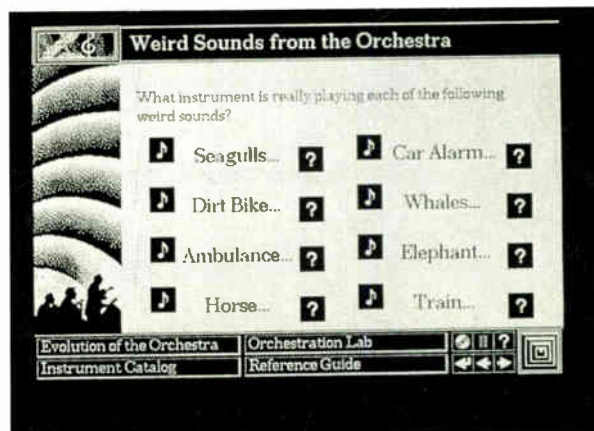 Weird Sounds from the Orchestra
What instrument is really playing each of the following
weird sounds?
Seagulls... ? Car Alarm... ?
Dirt Bike... ? Whales... ?
Ambulance... ? Elephant... ?
Horse... ? Train... ?
Evolution of the Orchestra Orchestration Lab ?
Instrument Catalog Reference Guide